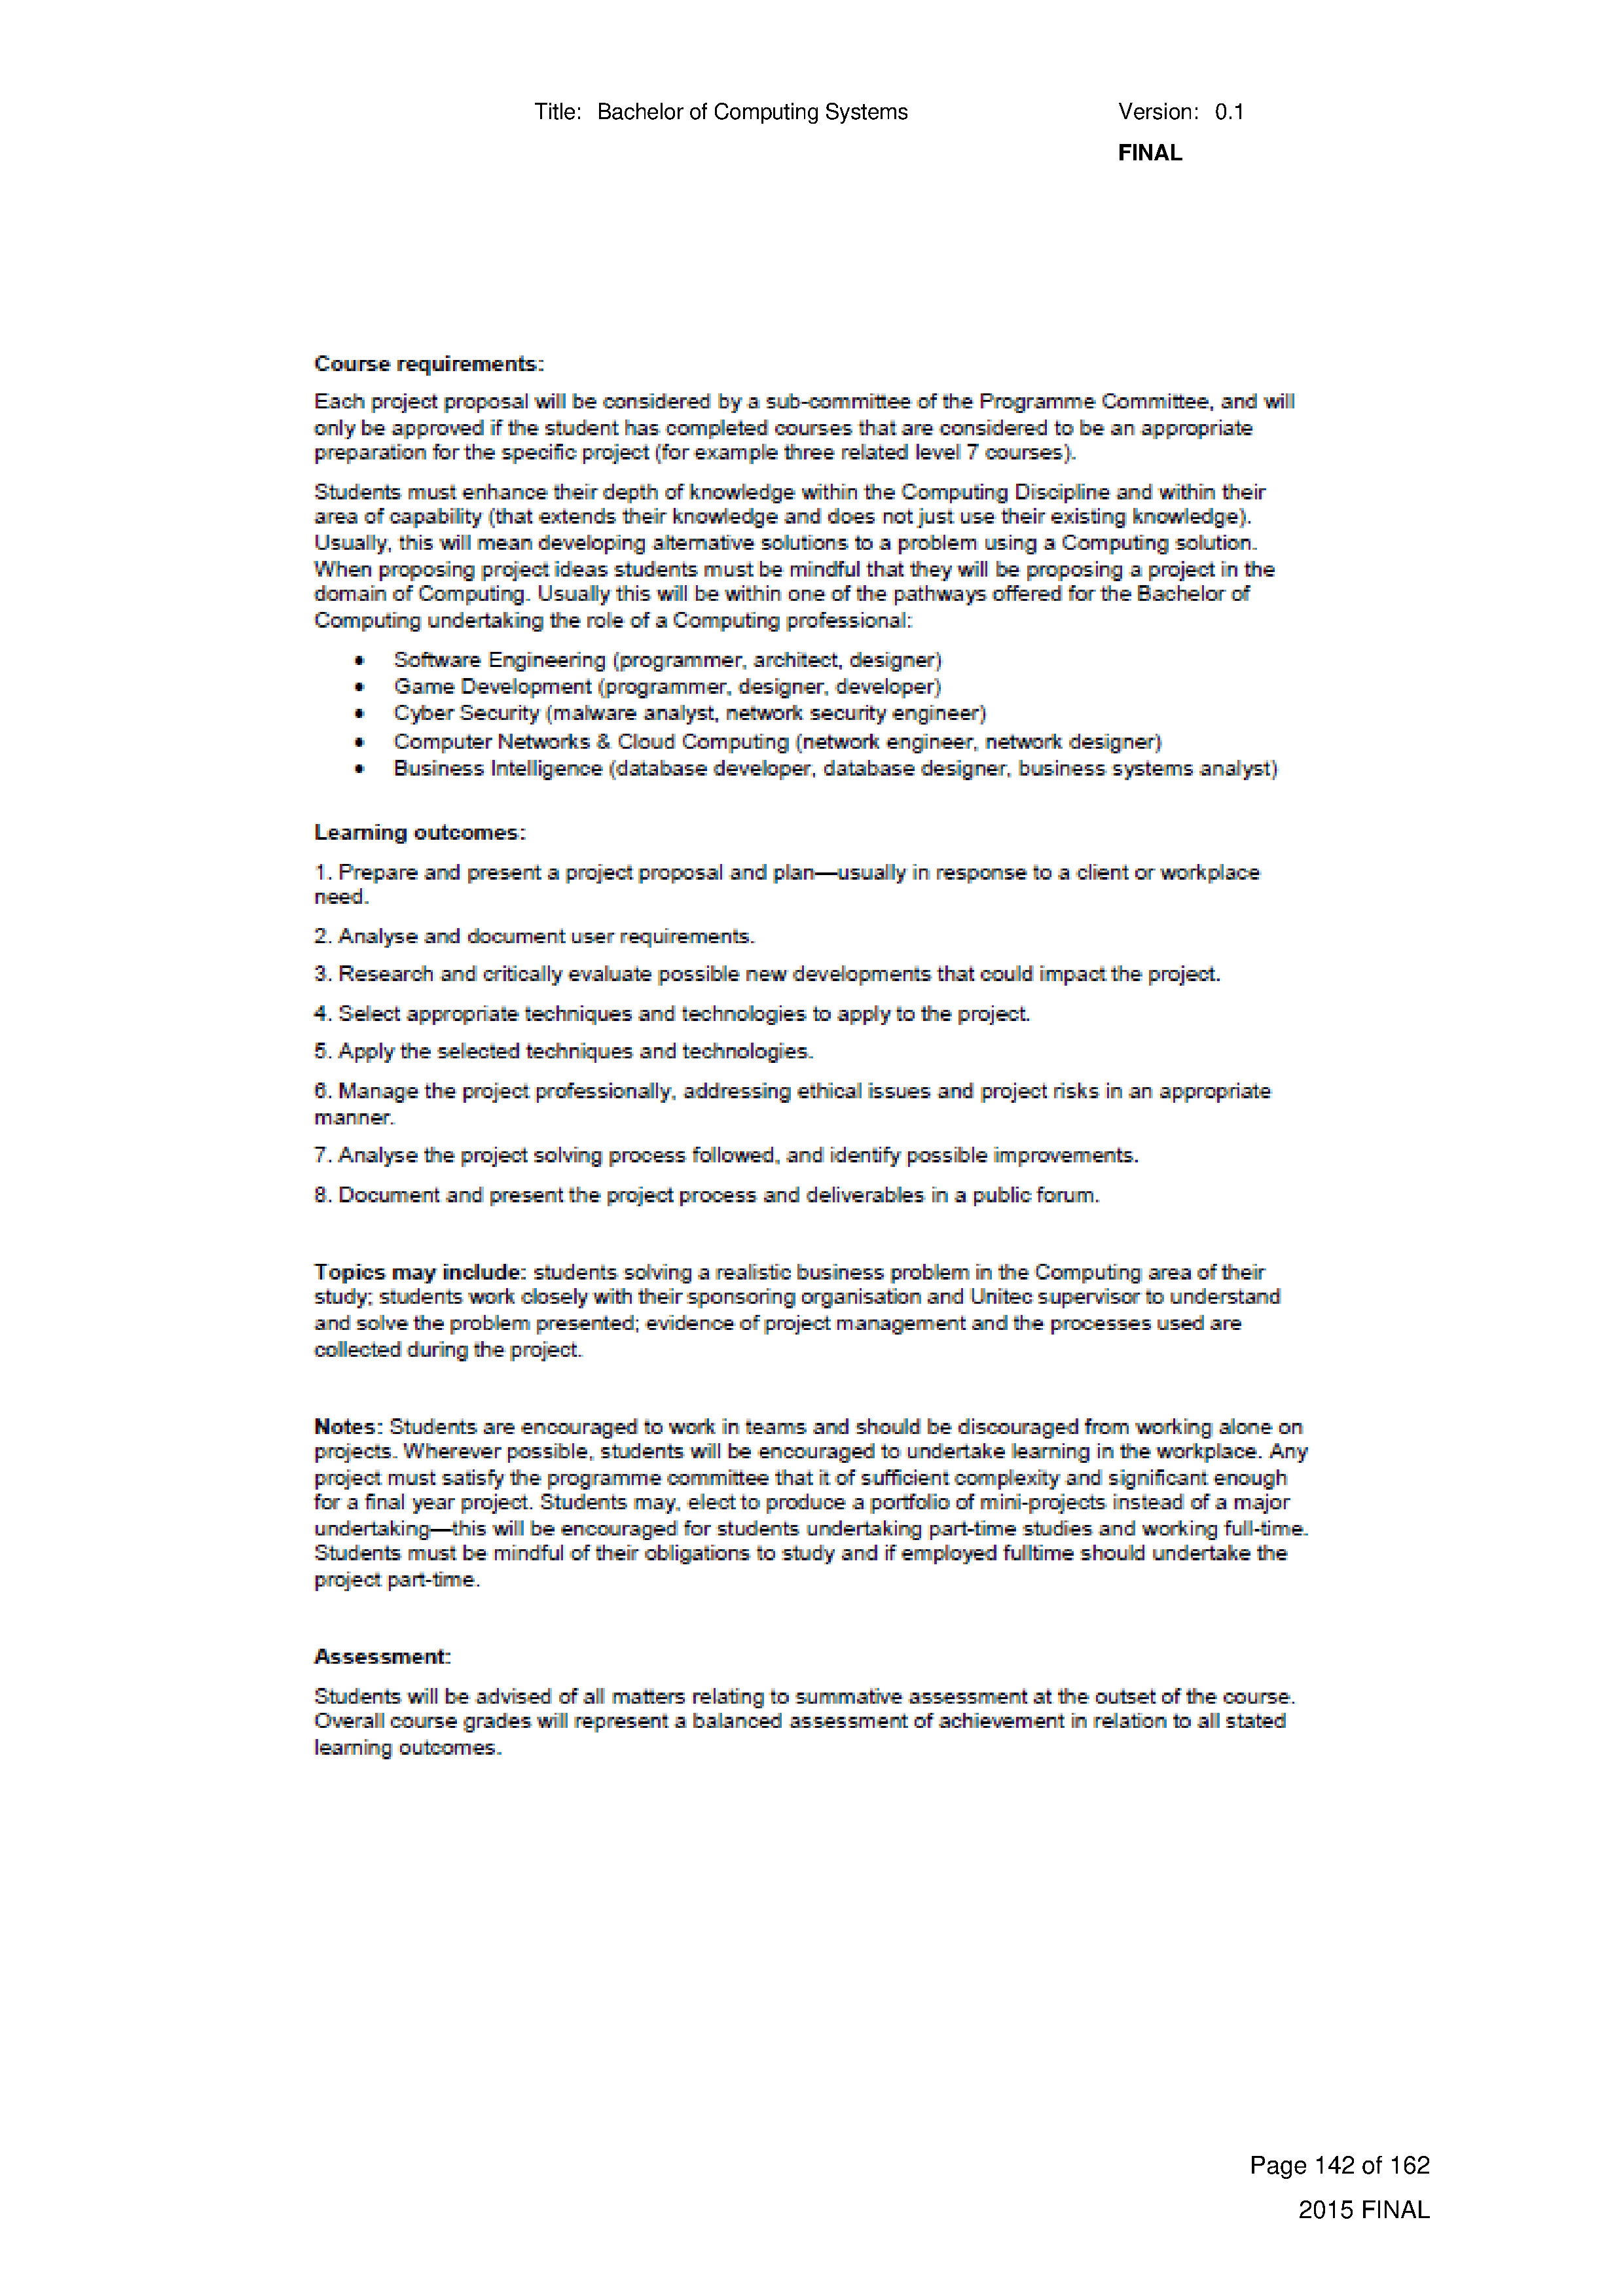 Title: Bachelor of Computing Systems Version: 0.1
FINAL
Course requirements:
Each project proposal will be considered by a sub-committee of the Programme Committee, and will
only be approved if the student has completed courses that are considered to be an appropriate
preparation for the specific project (for example three related level 7 courses).
Students must enhance their depth of knowledge within the Computing Discipline and within their
area of capability (that extends their knowledge and does not just use their existing knowledge).
Usually, this will mean developing alternative solutions to a problem using a Computing solution.
When proposing project ideas students must be mindful that they will be proposing a project in the
domain of Computing. Usually this will be within one of the pathways offered for the Bachelor of
Computing undertaking the role of a Computing professional:
• Software Engineering (programmer, architect, designer)
• Game Development (programmer, designer, developer)
• Cyber Security (malware analyst, network security engineer)
• Computer Networks & Cloud Computing (network engineer, network designer)
• Business Intelligence (database developer, database designer, business systems analyst)
Learning outcomes:
1. Prepare and present a project proposal and plan—usually in response to a client or workplace
need.
2. Analyse and document user requirements.
3. Research and critically evaluate possible new developments that could impact the project.
4. Select appropriate techniques and technologies to apply to the project.
5. Apply the selected techniques and technologies.
6. Manage the project professionally, addressing ethical issues and project risks in an appropriate
manner.
7. Analyse the project solving process followed, and identify possible improvements.
8. Document and present the project process and deliverables in a public forum.
Topics may include: students solving a realistic business problem in the Computing area of their
study; students work closely with their sponsoring organisation and Unitec supervisor to understand
and solve the problem presented; evidence of project management and the processes used are
collected during the project.
Notes: Students are encouraged to work in teams and should be discouraged from working alone on
projects. Wherever possible, students will be encouraged to undertake learning in the workplace. Any
project must satisfy the programme committee that it of sufficient complexity and significant enough
for a final year project. Students may, elect to produce a portfolio of mini-projects instead of a major
undertaking—this will be encouraged for students undertaking part-time studies and working full-time.
Students must be mindful of their obligations to study and if employed fulltime should undertake the
project part-time.
Assessment:
Students will be advised of all matters relating to summative assessment at the outset of the course.
Overall course grades will represent a balanced assessment of achievement in relation to all stated
learning outcomes.
Page 142 of 162
2015 FINAL